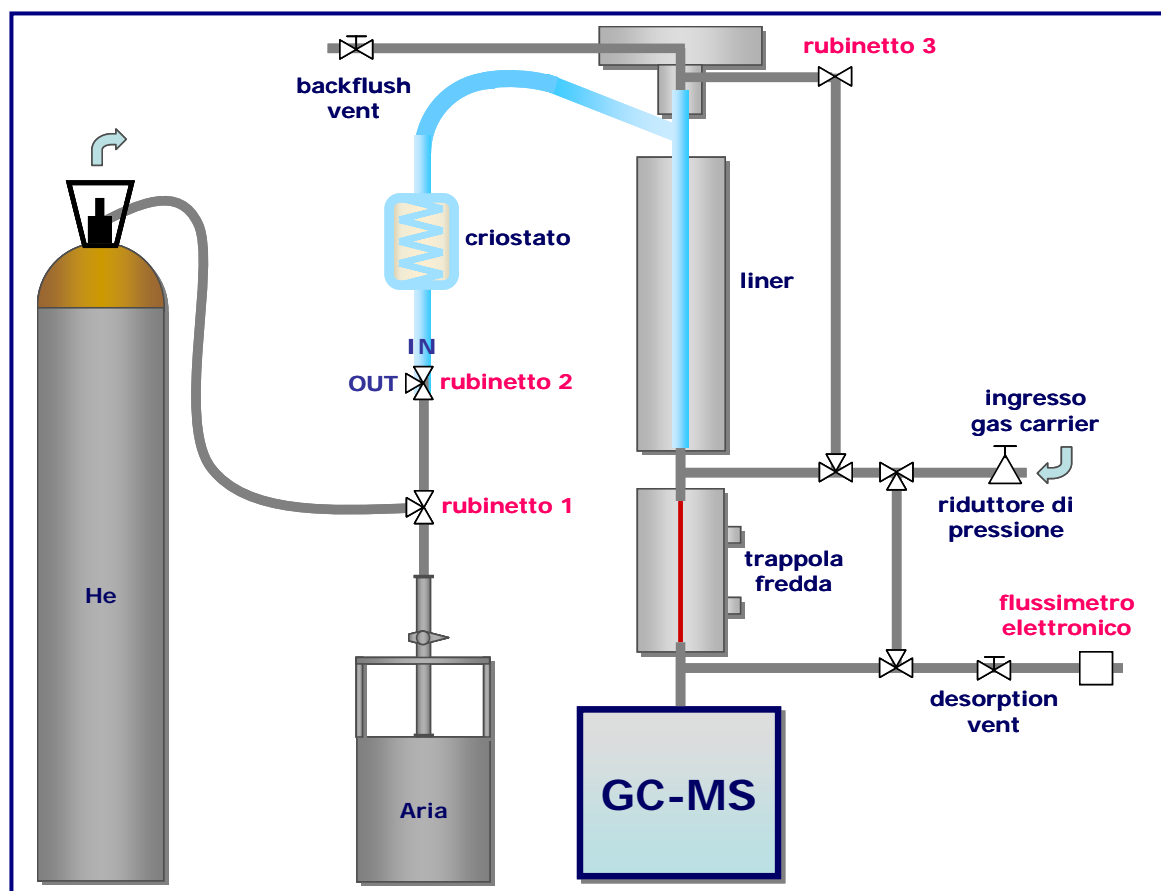 rubinetto 3
backflush
vent
criostato
liner
IN
OUT
rubinetto 2
ingresso
gas carrier
rubinetto 1
riduttore di
pressione
trappola
fredda
He
flussimetro
elettronico
desorption
vent
GC-MS
Aria